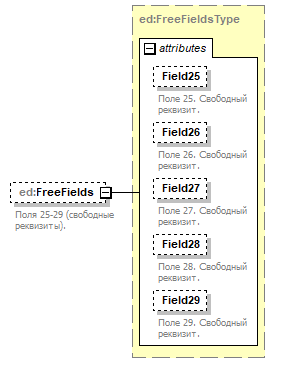 ed:FreeFieldsType
attributes
Field25
Поле 25. Свободный
реквизит.
Field26
Поле 26. Свободный
реквизит.
Field27
Поле 27. Свободный
реквизит.
ed:FreeFields
Поля 25-29 (свободные
реквизиты).
Field28
Поле 28. Свободный
реквизит.
Field29
Поле 29. Свободный
реквизит.